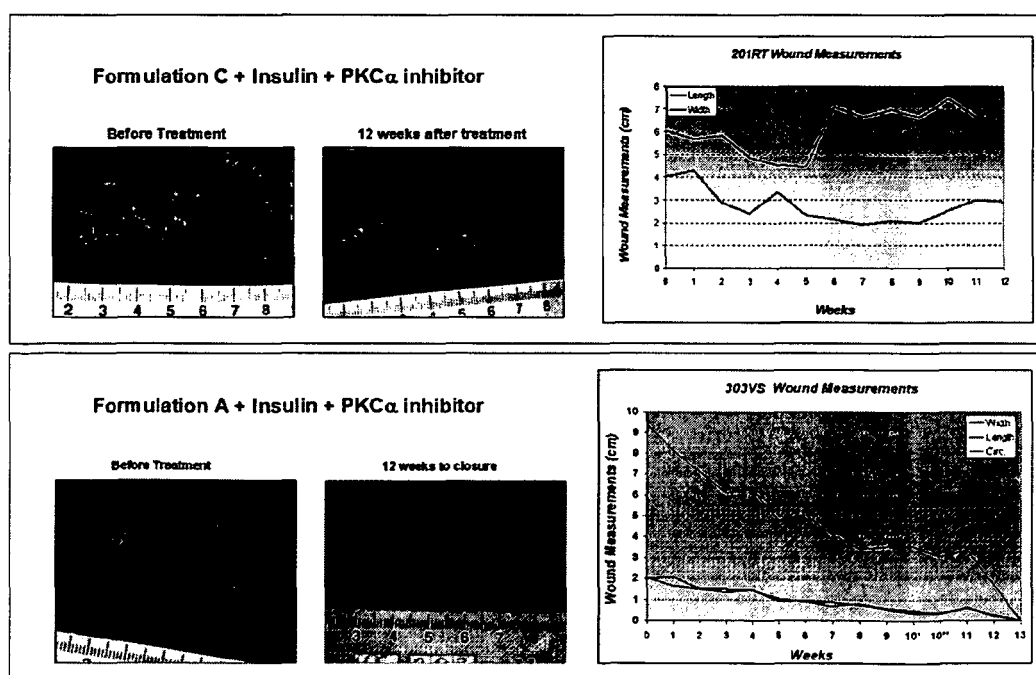 Formulation C + Insulin + PKCα inhibitor
Before Treatment
12 weeks after treatment
2 3 4 5 6 7 8
5 6 7 8
201RT Wound Measurements
Length
Width
Wound Measurements (cm)
8
7
6
5
4
3
2
1
0
0 1 2 3 4 5 6 7 8 9 10 11 12
Weeks
Formulation A + Insulin + PKCα inhibitor
Before Treatment
12 weeks to closure
3 4 5 6 7
303VS Wound Measurements
Width
Length
Circ.
Wound Measurements (cm)
10
9
8
7
6
5
4
3
2
1
0
0 1 2 3 4 5 6 7 8 9 10' 10'' 11 12 13
Weeks